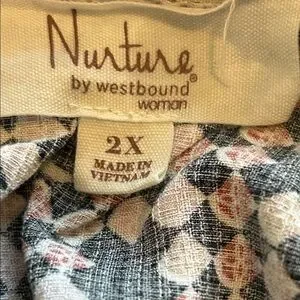 Nurture
by westbound®
woman
2X
MADE IN
VIETNAM